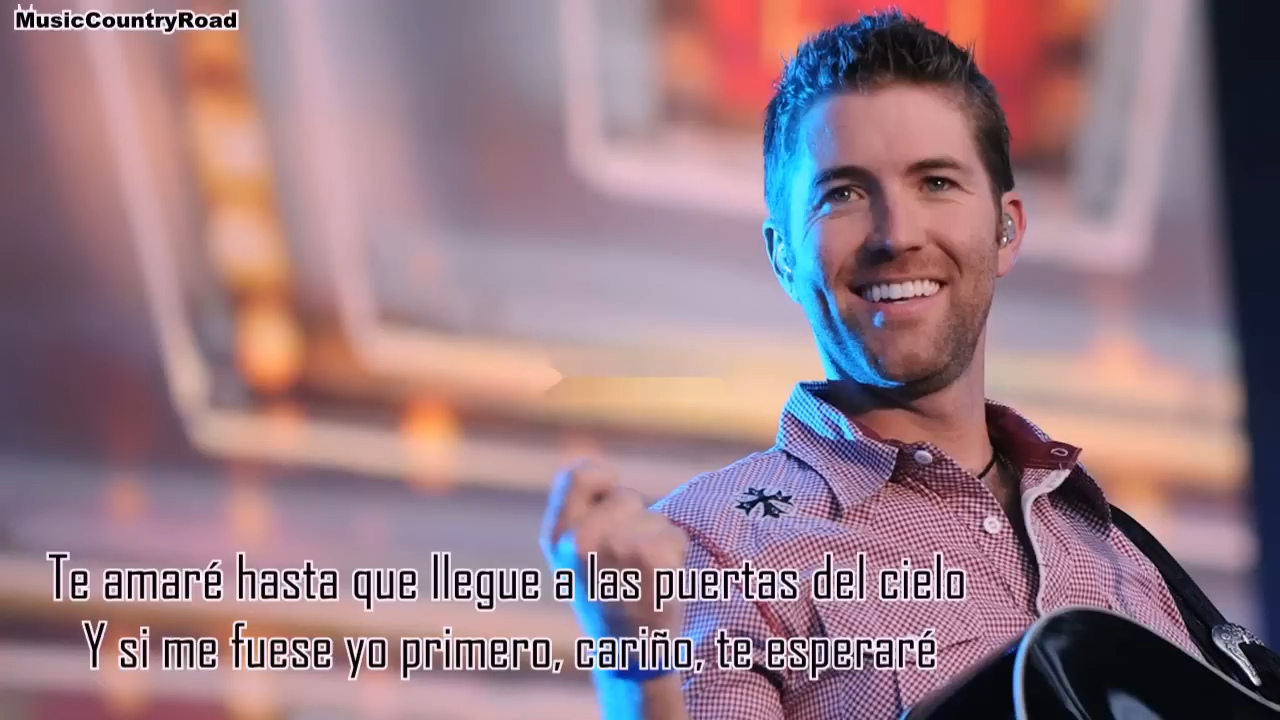 MusicCountryRoad
Te amaré hasta que llegue a las puertas del cielo
Y si me fuese yo primero, cariño, te esperaré